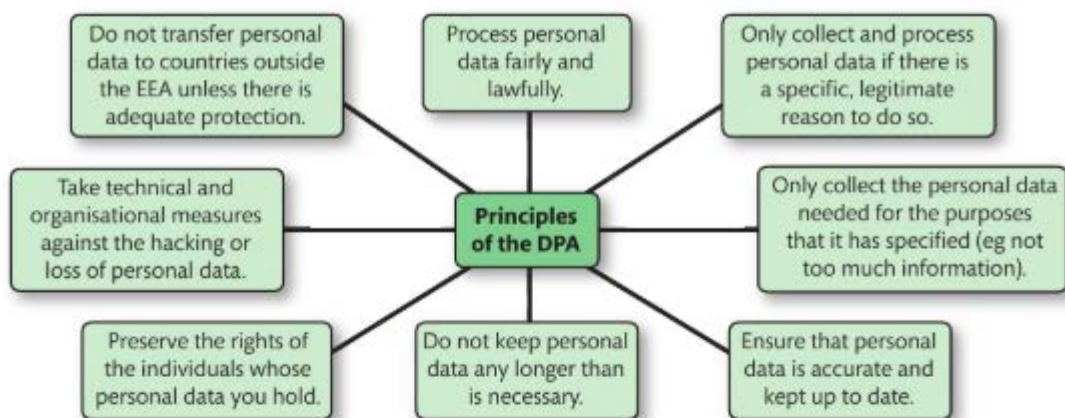 Do not transfer personal
data to countries outside
the EEA unless there is
adequate protection.
Process personal
data fairly and
lawfully.
Only collect and process
personal data if there is
a specific, legitimate
reason to do so.
Take technical and
organisational measures
against the hacking or
loss of personal data.
Principles
of the DPA
Only collect the personal data
needed for the purposes
that it has specified (eg not
too much information).
Preserve the rights of
the individuals whose
personal data you hold.
Do not keep personal
data any longer than
is necessary.
Ensure that personal
data is accurate and
kept up to date.